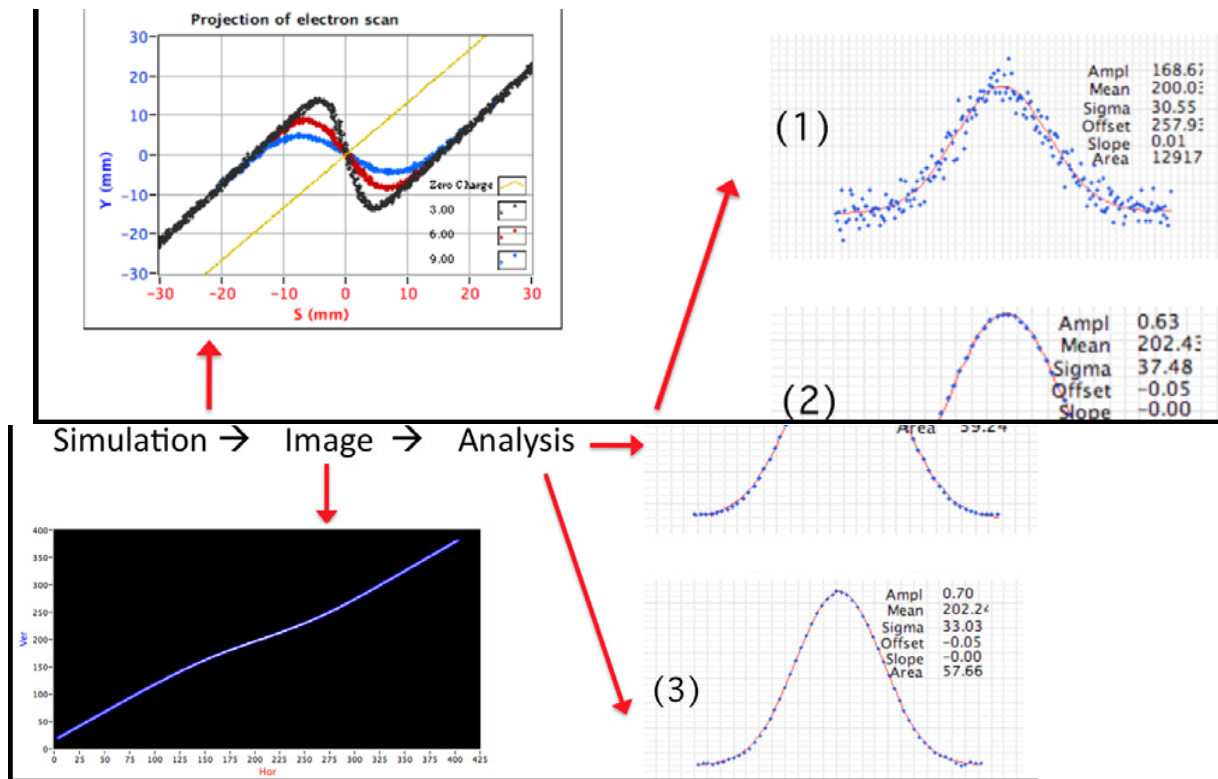 Projection of electron scan
30
20
10
0
-10
-20
-30
Y (mm)
-30 -20 -10 0 10 20 30
S (mm)
Zero Charge
3.00
6.00
9.00
(1)
Ampl 168.67
Mean 200.03
Sigma 30.55
Offset 257.93
Slope 0.01
Area 12917
(2)
Ampl 0.63
Mean 202.43
Sigma 37.48
Offset -0.05
Slope -0.00
Area 59.24
Simulation → Image → Analysis
400
350
300
250
200
150
100
50
0
Ver
0 25 50 75 100 125 150 175 200 225 250 275 300 325 350 375 400 425
Hor
(3)
Ampl 0.70
Mean 202.24
Sigma 33.03
Offset -0.05
Slope -0.00
Area 57.66